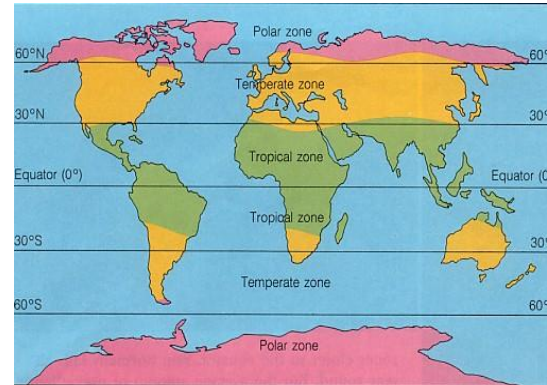 Polar zone
60°N
60°
Temperate zone
30°N
30°
Tropical zone
Equator (0°)
Equator (0
Tropical zone
30°S
30°
Temperate zone
60°S
60°
Polar zone